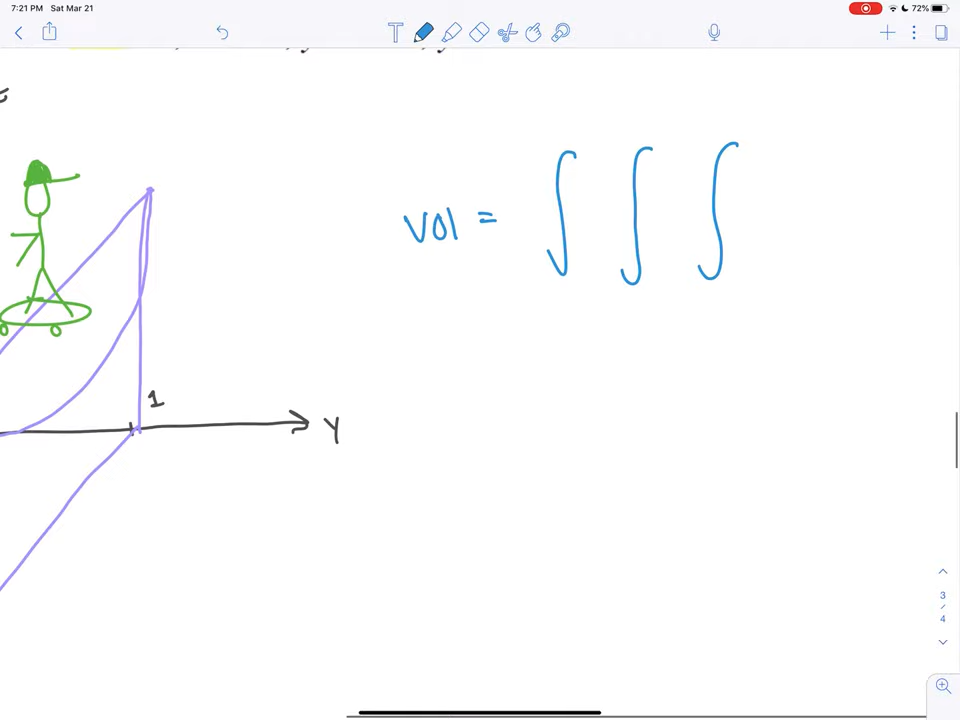 7:21 PM Sat Mar 21
72%
T
vol = ∫ ∫ ∫
1
Y
3
/
4